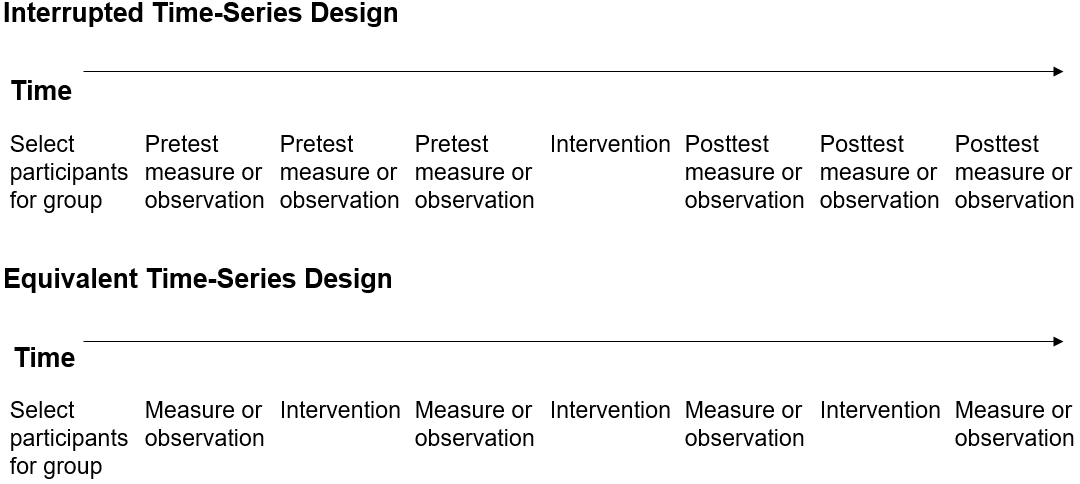 Interrupted Time-Series Design
Time
Select participants for group
Pretest measure or observation
Pretest measure or observation
Pretest measure or observation
Intervention
Posttest measure or observation
Posttest measure or observation
Posttest measure or observation
Equivalent Time-Series Design
Time
Select participants for group
Measure or observation
Intervention
Measure or observation
Intervention
Measure or observation
Intervention
Measure or observation